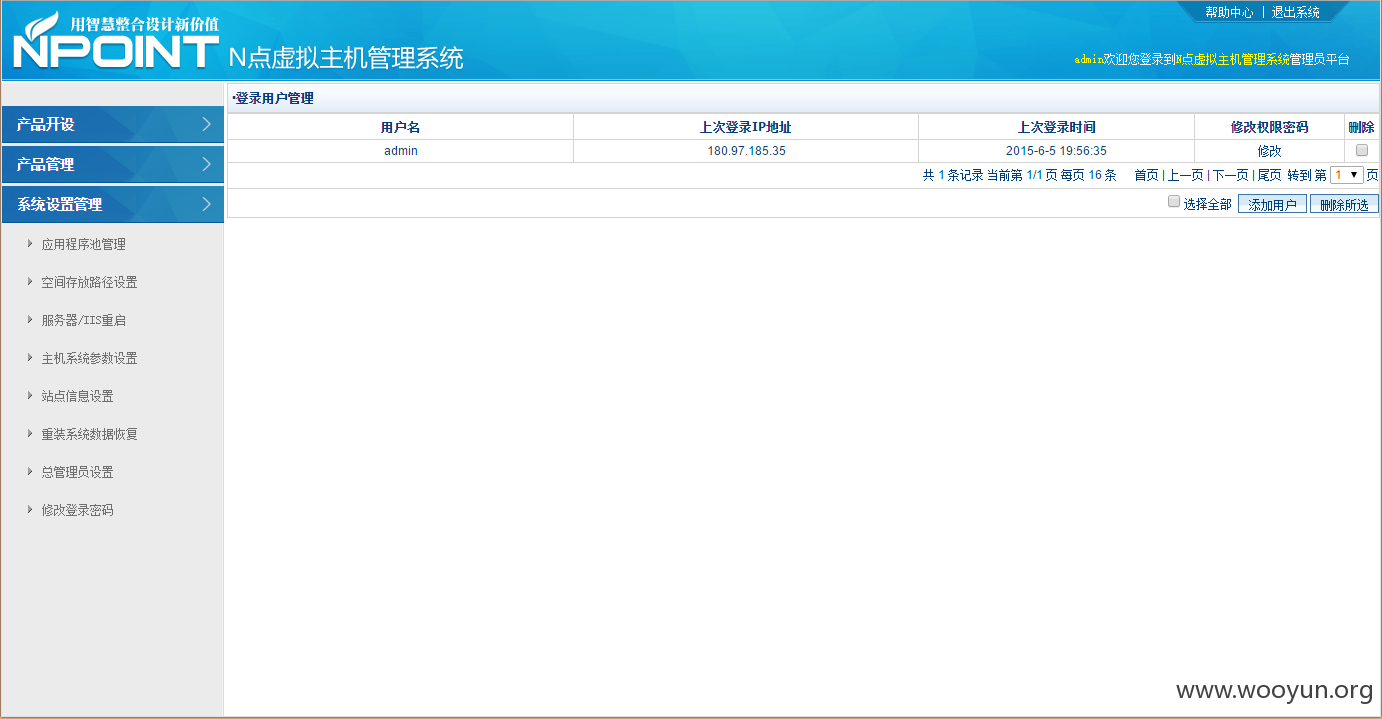 用智慧整合设计新价值
NPOINT N点虚拟主机管理系统
帮助中心 | 退出系统
admin欢迎您登录到N点虚拟主机管理系统管理员平台
产品开设
产品管理
系统设置管理
应用程序池管理
空间存放路径设置
服务器/IIS重启
主机系统参数设置
站点信息设置
重装系统数据恢复
总管理员设置
修改登录密码
·登录用户管理
用户名 上次登录IP地址 上次登录时间 修改权限密码 删除
admin 180.97.185.35 2015-6-5 19:56:35 修改
共 1 条记录 当前第 1/1 页 每页 16 条 首页 | 上一页 | 下一页 | 尾页 转到 第 1 页
选择全部 添加用户 删除所选
www.wooyun.org